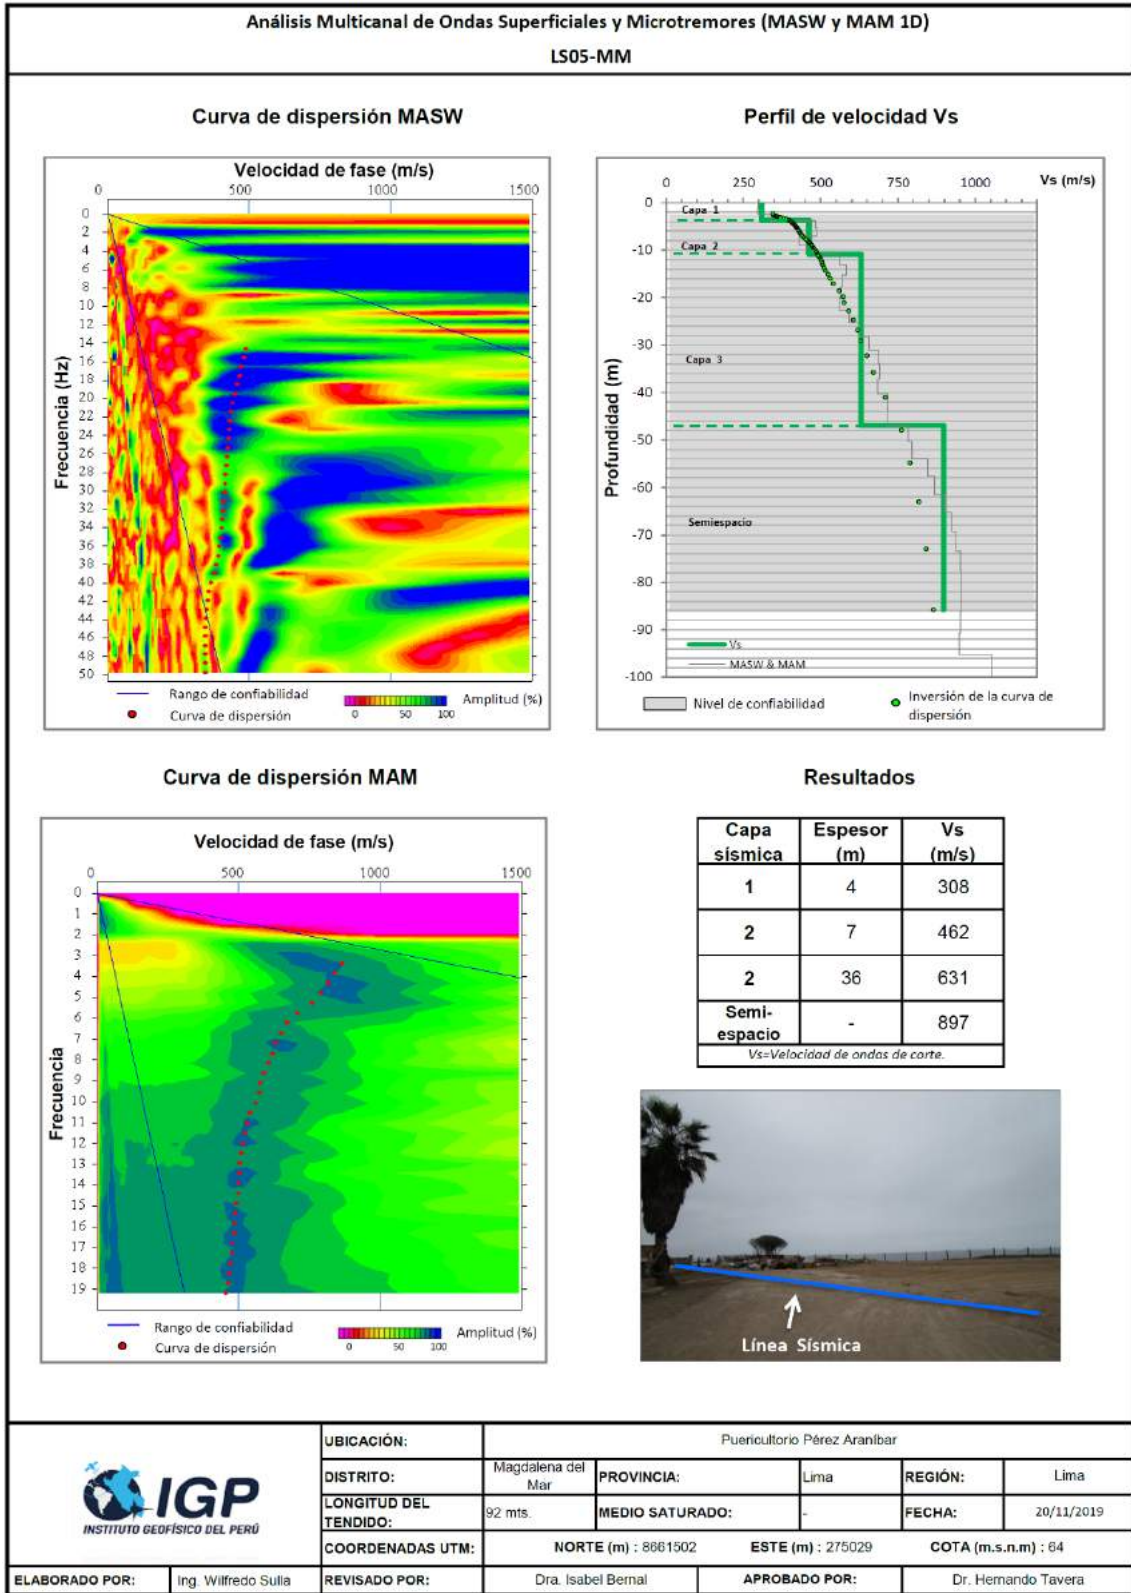 Análisis Multicanal de Ondas Superficiales y Microtremores (MASW y MAM 1D)
LS05-MM
Curva de dispersión MASW
Velocidad de fase (m/s)
0 500 1000 1500
Frecuencia (Hz)
0
2
4
6
8
10
12
14
16
18
20
22
24
26
28
30
32
34
36
38
40
42
44
46
48
50
Rango de confiabilidad
Curva de dispersión
Amplitud (%)
0 50 100
Perfil de velocidad Vs
0 250 500 750 1000 Vs (m/s)
Profundidad (m)
0
-10
-20
-30
-40
-50
-60
-70
-80
-90
-100
Capa 1
Capa 2
Capa 3
Semiespacio
Vs
MASW & MAM
Nivel de confiabilidad
Inversión de la curva de
dispersión
Curva de dispersión MAM
Velocidad de fase (m/s)
0 500 1000 1500
Frecuencia
0
1
2
3
4
5
6
7
8
9
10
11
12
13
14
15
16
17
18
19
Rango de confiabilidad
Curva de dispersión
Amplitud (%)
0 50 100
Resultados
Capa sísmica Espesor (m) Vs (m/s)
1 4 308
2 7 462
2 36 631
Semi-espacio - 897
Vs=Velocidad de ondas de corte.
Línea Sísmica
IGP
INSTITUTO GEOFÍSICO DEL PERÚ
UBICACIÓN: Puericultorio Pérez Araníbar
DISTRITO: Magdalena del Mar PROVINCIA: Lima REGIÓN: Lima
LONGITUD DEL TENDIDO: 92 mts. MEDIO SATURADO: - FECHA: 20/11/2019
COORDENADAS UTM: NORTE (m) : 8661502 ESTE (m) : 275029 COTA (m.s.n.m) : 64
ELABORADO POR: Ing. Wilfredo Sulla REVISADO POR: Dra. Isabel Bernal APROBADO POR: Dr. Hernando Tavera